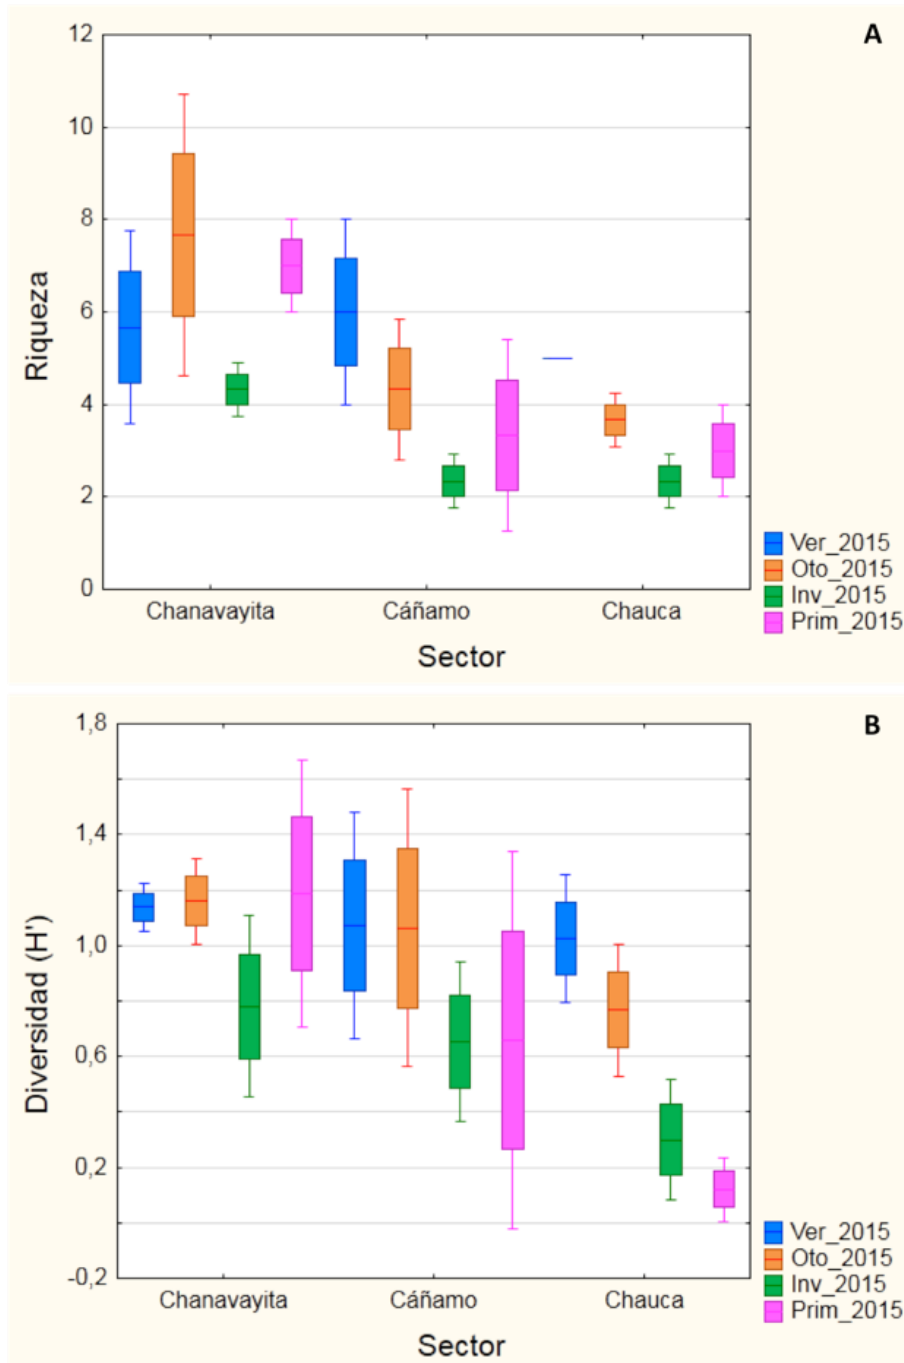 A
12
10
8
6
4
2
0
Riqueza
Chanavayita Cáñamo Chauca
Sector
Ver_2015
Oto_2015
Inv_2015
Prim_2015
B
1,8
1,4
1,0
0,6
0,2
-0,2
Diversidad (H')
Chanavayita Cáñamo Chauca
Sector
Ver_2015
Oto_2015
Inv_2015
Prim_2015